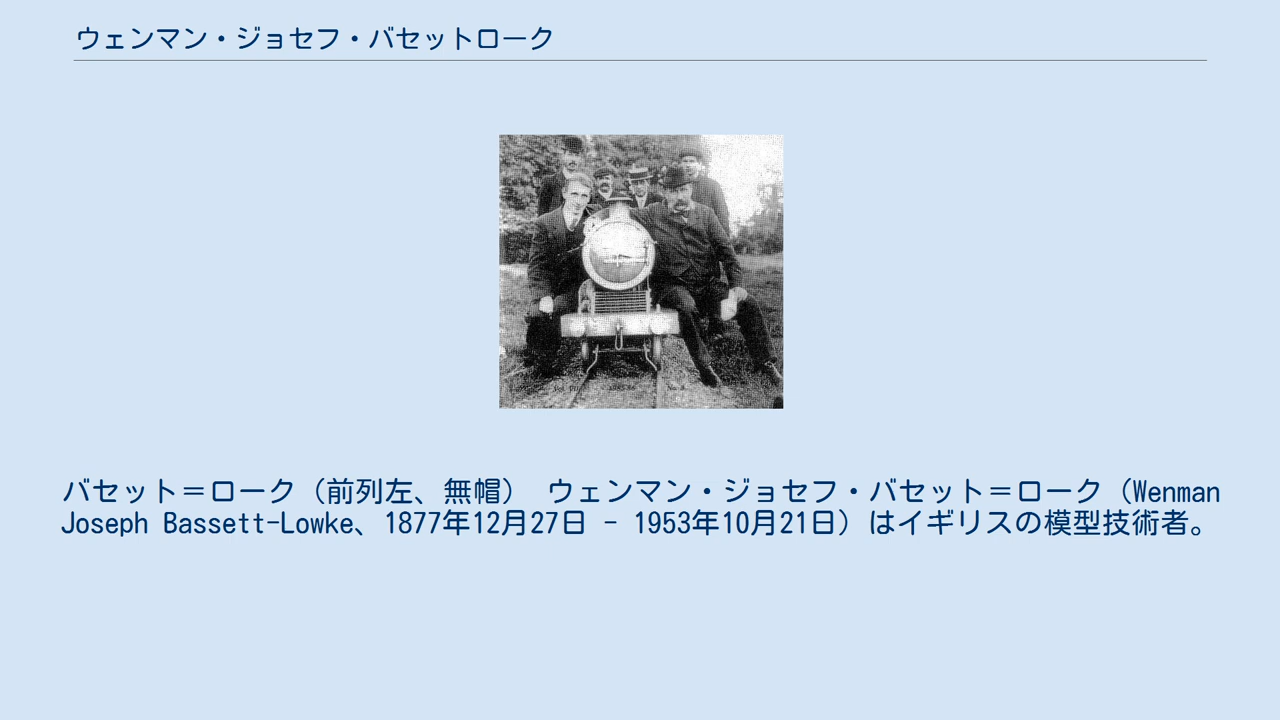 ウェンマン・ジョセフ・バセットローク
バセット＝ローク（前列左、無帽） ウェンマン・ジョセフ・バセット＝ローク（Wenman
Joseph Bassett-Lowke、1877年12月27日 - 1953年10月21日）はイギリスの模型技術者。